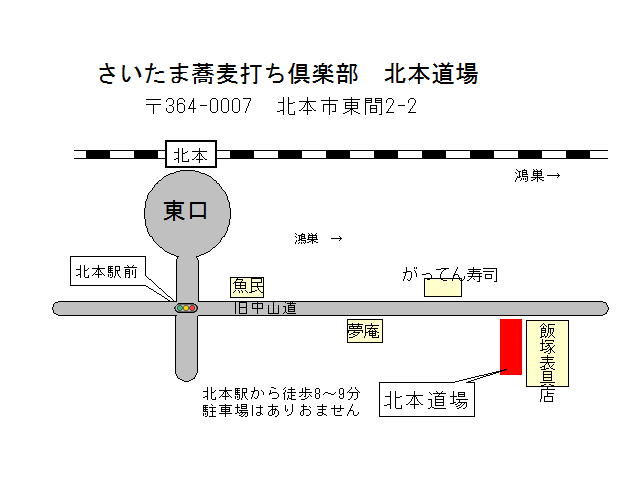 さいたま蕎麦打ち倶楽部　北本道場
〒364-0007　北本市東間2-2
北本
鴻巣→
東口
鴻巣　→
北本駅前
魚民
がってん寿司
旧中山道
夢庵
飯塚表具店
北本駅から徒歩8～9分
駐車場はありおません
北本道場